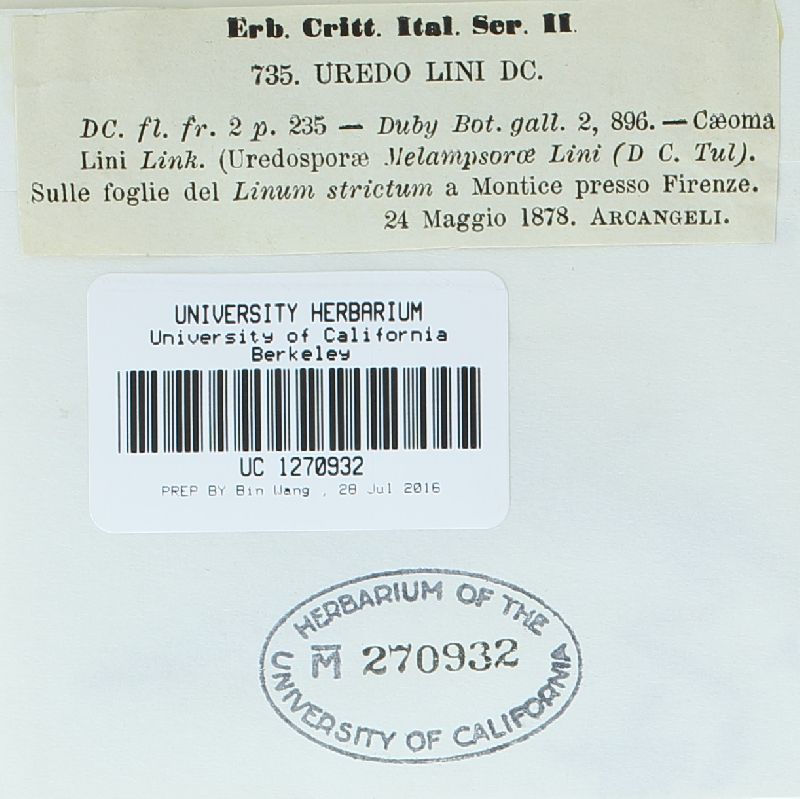 Erb. Critt. Ital. Ser. II.
735. UREDO LINI DC.
DC. fl. fr. 2 p. 235 — Duby Bot. gall. 2, 896. — Cæoma
Lini Link. (Uredosporæ Melampsoræ Lini (D C. Tul).
Sulle foglie del Linum strictum a Montice presso Firenze.
24 Maggio 1878. ARCANGELI.
UNIVERSITY HERBARIUM
University of California
Berkeley
UC 1270932
PREP BY Bin Wang , 28 Jul 2016
HERBARIUM OF THE
M 270932
UNIVERSITY OF CALIFORNIA